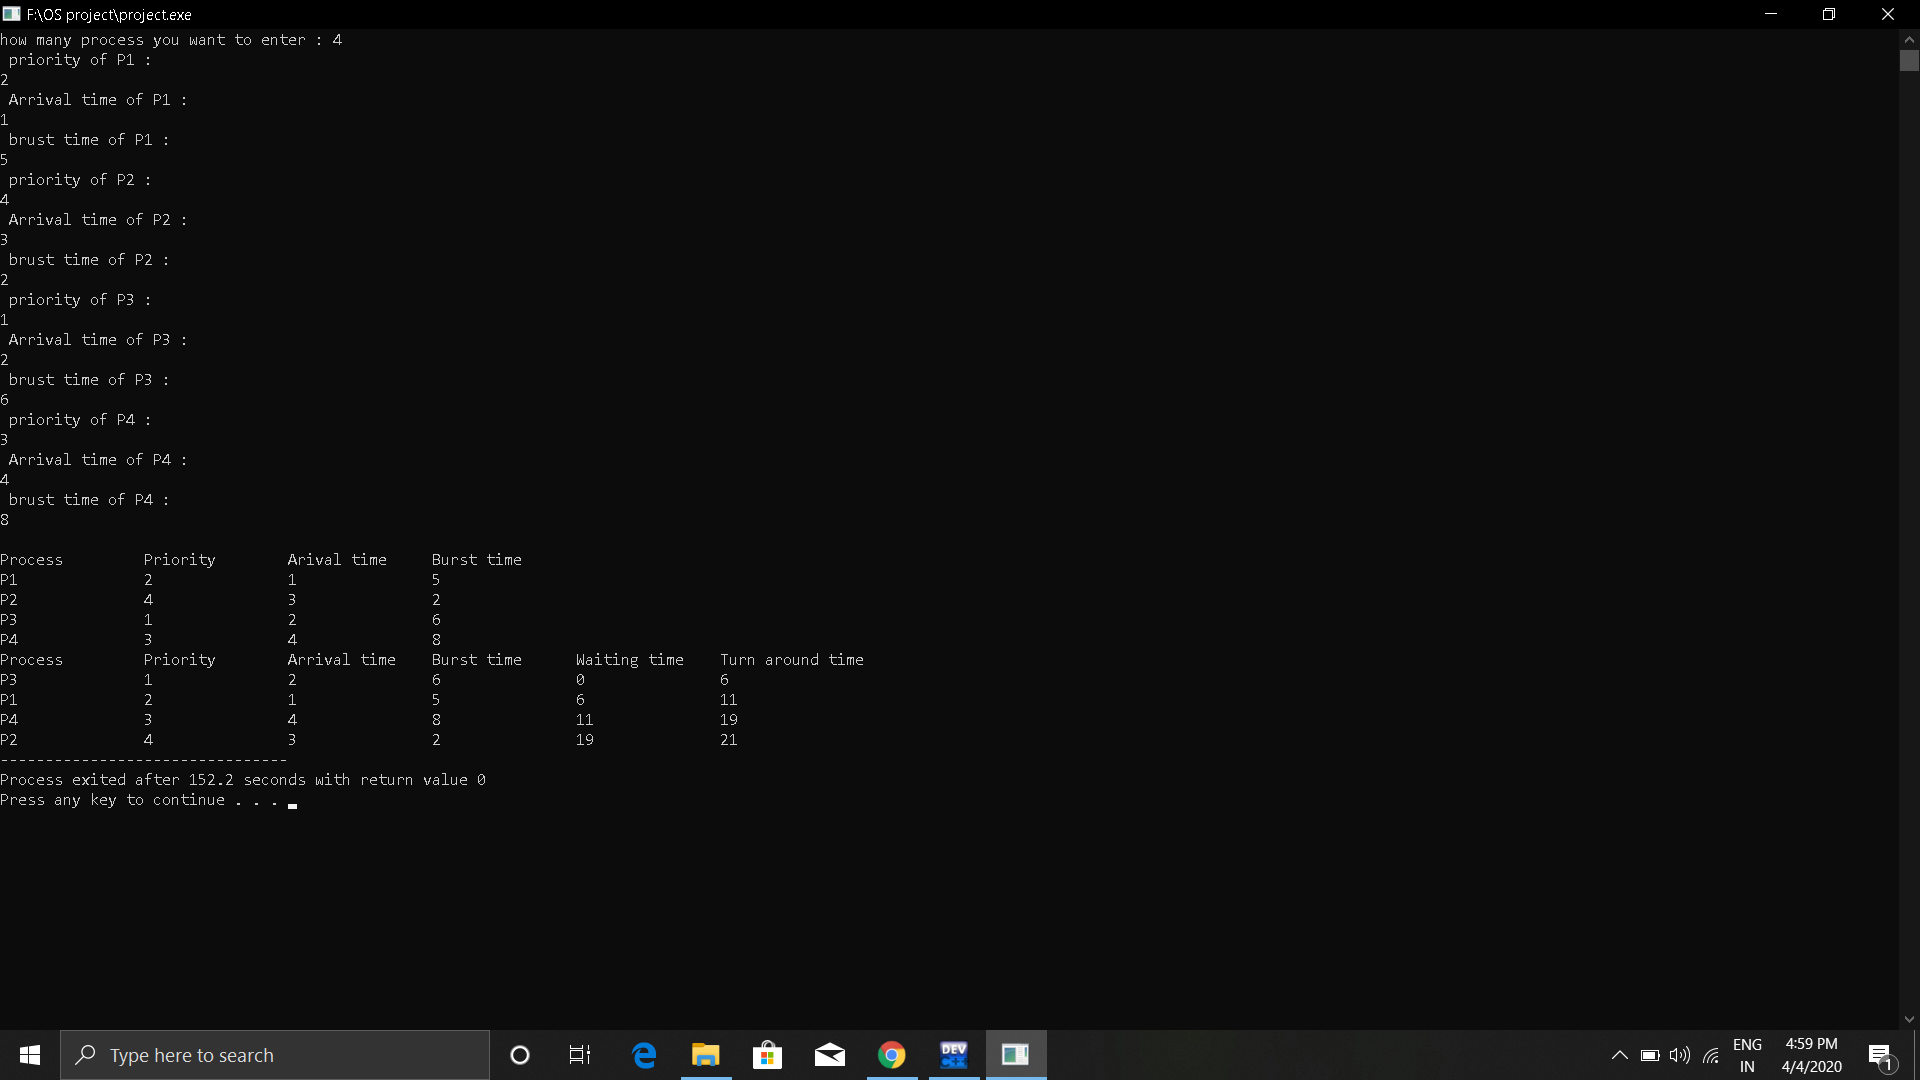 F:\OS project\project.exe
how many process you want to enter : 4
priority of P1 :
2
Arrival time of P1 :
1
brust time of P1 :
5
priority of P2 :
4
Arrival time of P2 :
3
brust time of P2 :
2
priority of P3 :
1
Arrival time of P3 :
2
brust time of P3 :
6
priority of P4 :
3
Arrival time of P4 :
4
brust time of P4 :
8
Process Priority Arival time Burst time
P1 2 1 5
P2 4 3 2
P3 1 2 6
P4 3 4 8
Process Priority Arrival time Burst time Waiting time Turn around time
P3 1 2 6 0 6
P1 2 1 5 6 11
P4 3 4 8 11 19
P2 4 3 2 19 21
--------------------------------
Process exited after 152.2 seconds with return value 0
Press any key to continue . . .
Type here to search
DEV C++
ENG
IN
4:59 PM
4/4/2020
1